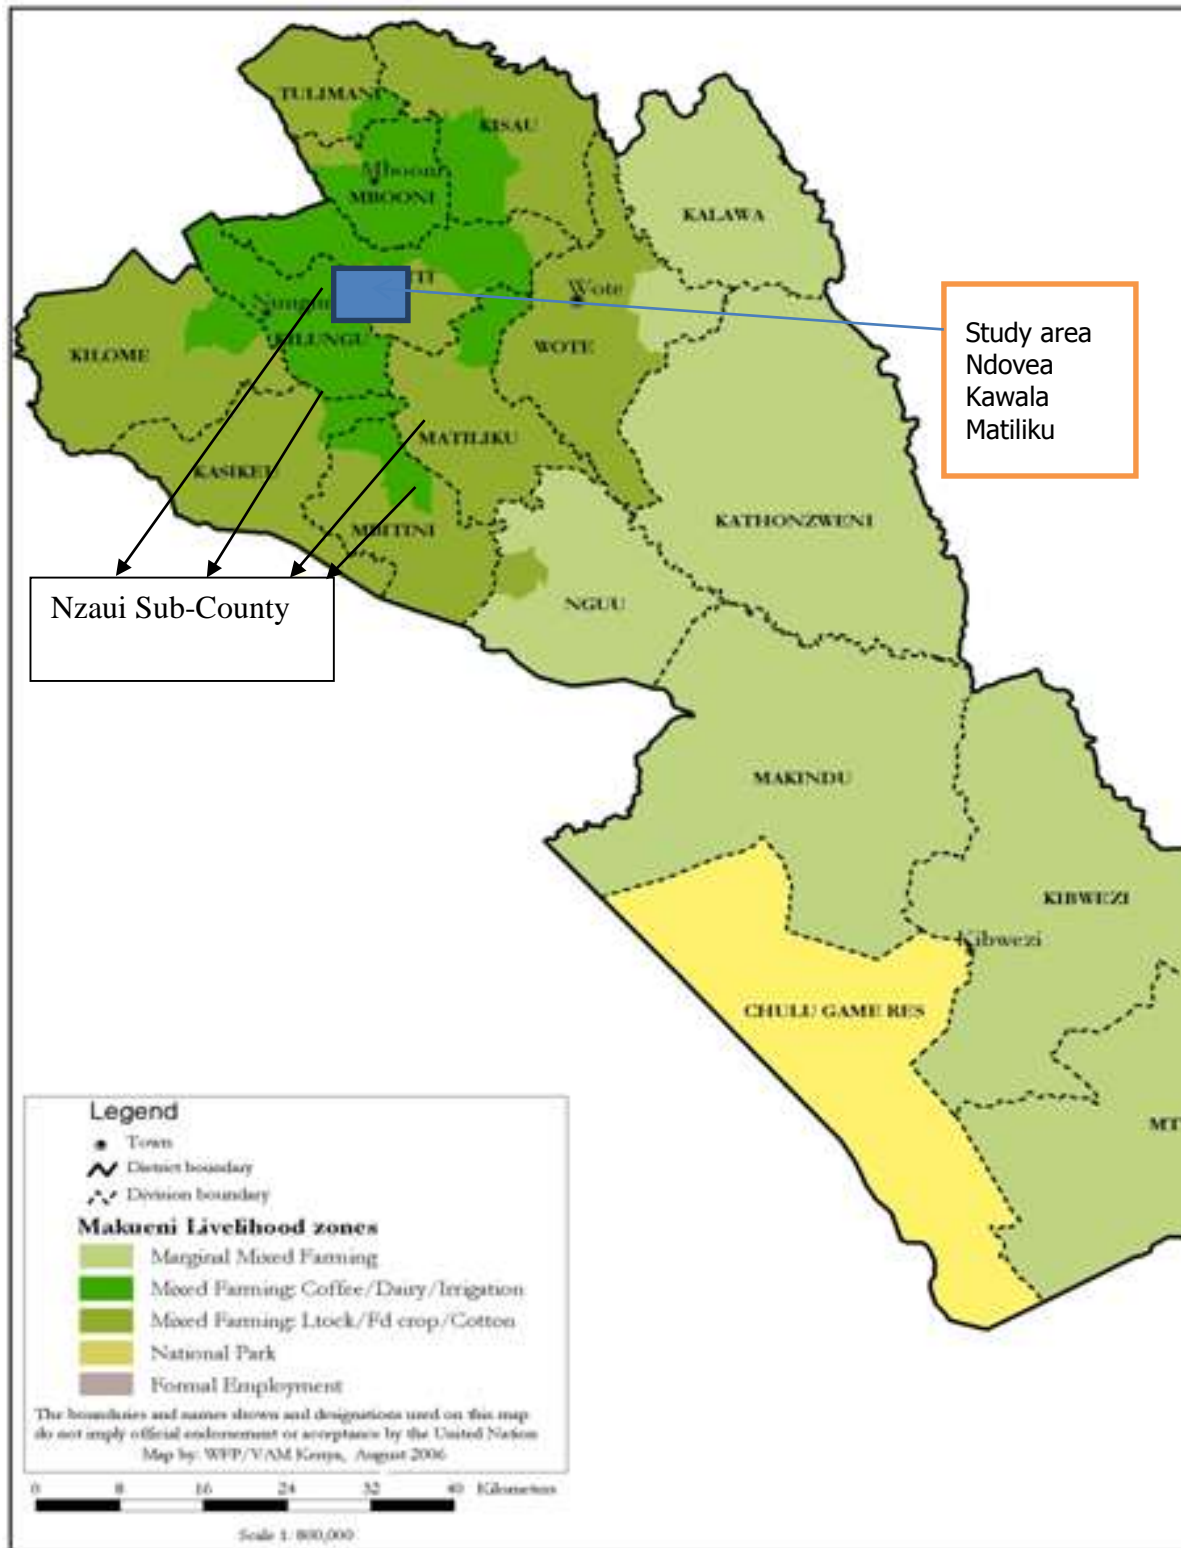 TULIMANI
KISAU
Mbooni
MBOONI
KALAWA
Wote
KILUNGU
KILOME
WOTE
Study area
Ndovea
Kawala
Matiliku
MATILIKU
KASIKEU
MBITINI
KATHONZWENI
Nzaui Sub-County
NGUU
MAKINDU
KIBWEZI
Kibwezi
CHULU GAME RES
MT
Legend
Town
District boundary
Division boundary
Makueni Livelihood zones
Marginal Mixed Farming
Mixed Farming: Coffee/Dairy/Irrigation
Mixed Farming: Ltock/Fd crop/Cotton
National Park
Formal Employment
The boundaries and names shown and designations used on this map
do not imply official endorsement or acceptance by the United Nation
Map by: WFP/VAM Kenya, August 2006
0 8 16 24 32 40 Kilometers
Scale 1: 800,000